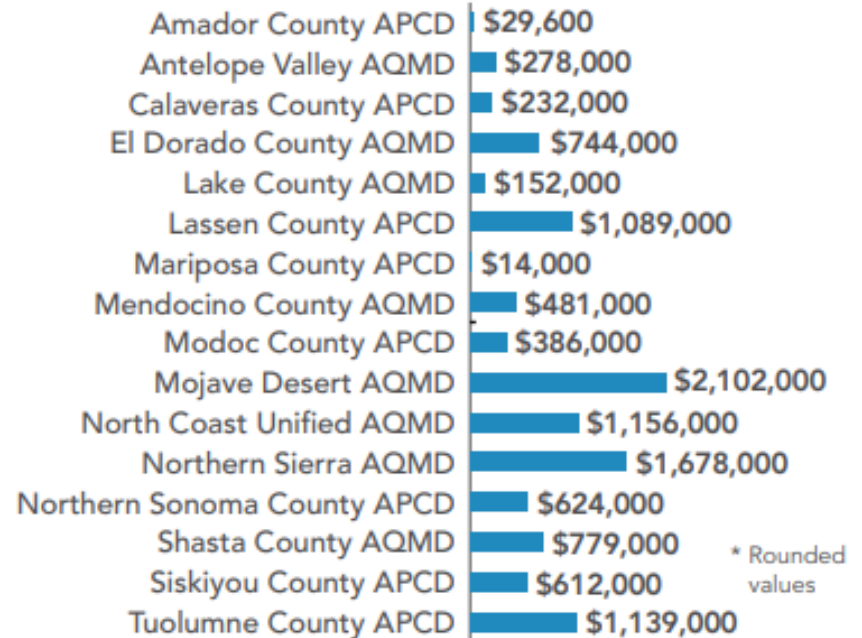 Amador County APCD $29,600
Antelope Valley AQMD $278,000
Calaveras County APCD $232,000
El Dorado County AQMD $744,000
Lake County AQMD $152,000
Lassen County APCD $1,089,000
Mariposa County APCD $14,000
Mendocino County AQMD $481,000
Modoc County APCD $386,000
Mojave Desert AQMD $2,102,000
North Coast Unified AQMD $1,156,000
Northern Sierra AQMD $1,678,000
Northern Sonoma County APCD $624,000
Shasta County AQMD $779,000
Siskiyou County APCD $612,000
Tuolumne County APCD $1,139,000
* Rounded
values